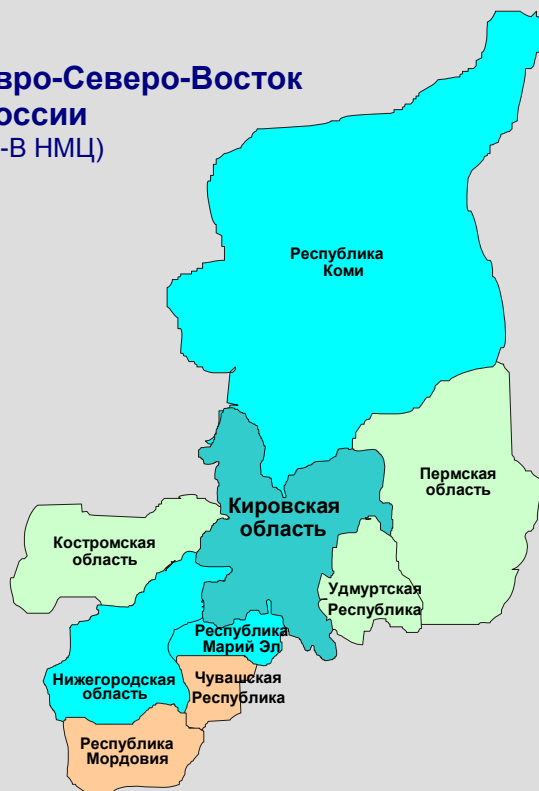 вро-Северо-Восток
оссии
-В НМЦ)
Республика
Коми
Пермская
область
Кировская
область
Костромская
область
Удмуртская
Республика
Республика
Марий Эл
Нижегородская
область
Чувашская
Республика
Республика
Мордовия